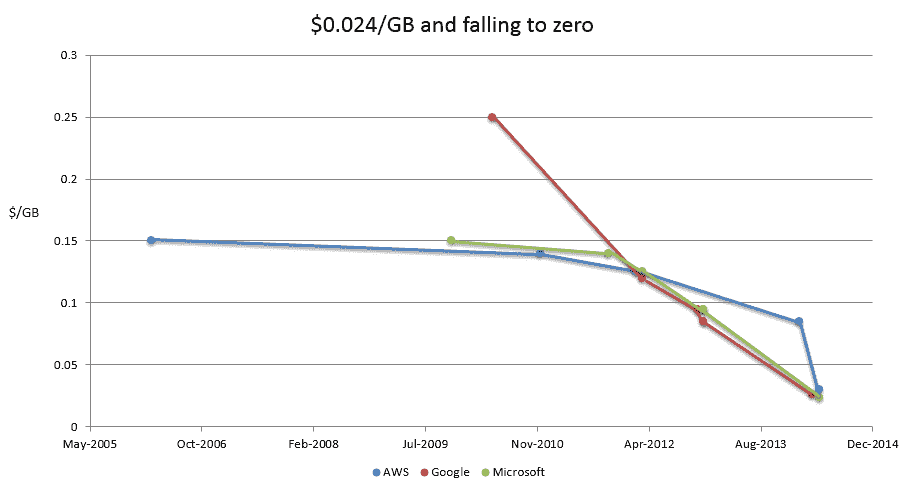 $0.024/GB and falling to zero
0.3
0.25
0.2
$/GB
0.15
0.1
0.05
0
May-2005 Oct-2006 Feb-2008 Jul-2009 Nov-2010 Apr-2012 Aug-2013 Dec-2014
AWS Google Microsoft